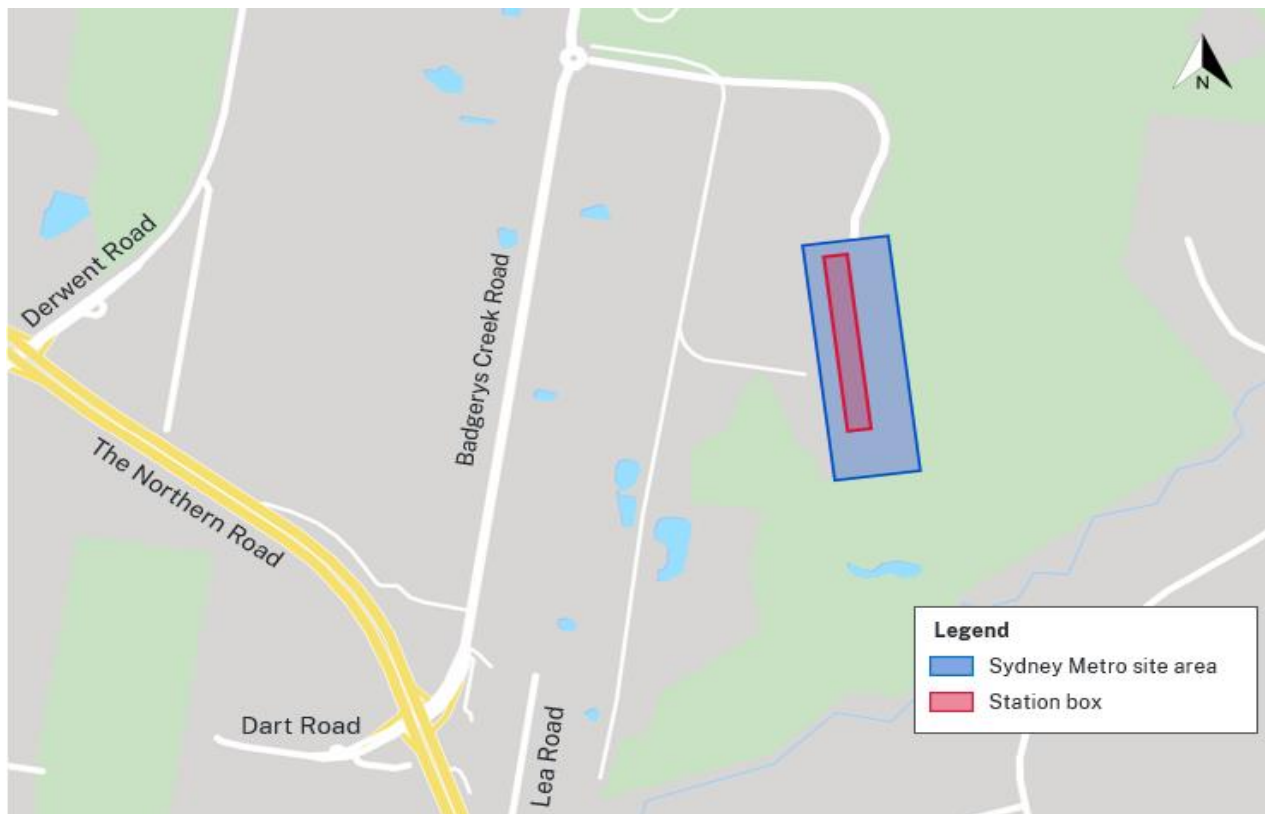 N
Derwent Road
Badgerys Creek Road
The Northern Road
Dart Road
Lea Road
Legend
Sydney Metro site area
Station box